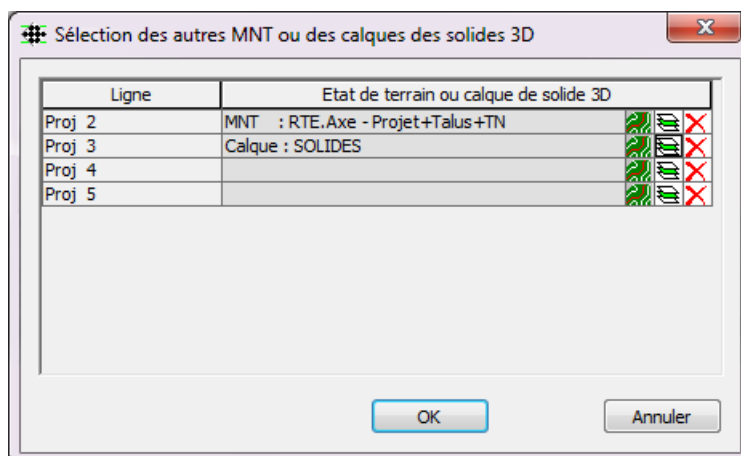 Sélection des autres MNT ou des calques des solides 3D
Ligne Etat de terrain ou calque de solide 3D
Proj 2 MNT : RTE.Axe - Projet+Talus+TN
Proj 3 Calque : SOLIDES
Proj 4
Proj 5
OK Annuler